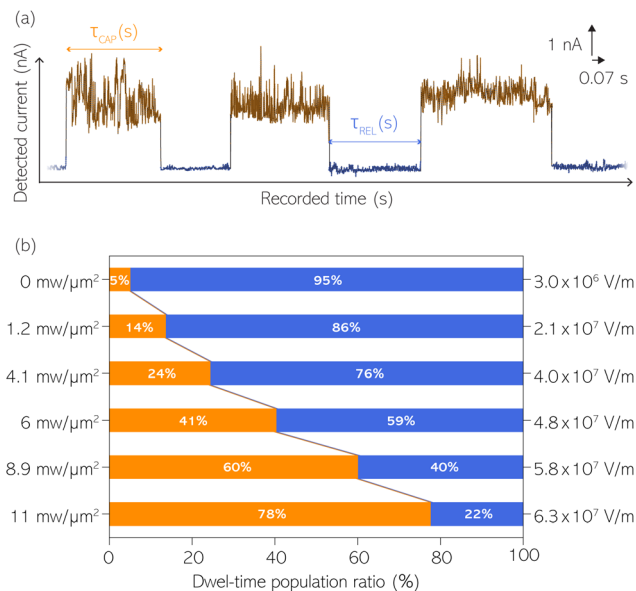 (a)
τCAP(s)
1 nA
0.07 s
τREL(s)
Detected current (nA)
Recorded time (s)
(b)
0 mw/μm² 5% 95% 3.0 x 10⁶ V/m
1.2 mw/μm² 14% 86% 2.1 x 10⁷ V/m
4.1 mw/μm² 24% 76% 4.0 x 10⁷ V/m
6 mw/μm² 41% 59% 4.8 x 10⁷ V/m
8.9 mw/μm² 60% 40% 5.8 x 10⁷ V/m
11 mw/μm² 78% 22% 6.3 x 10⁷ V/m
0 20 40 60 80 100
Dwel-time population ratio (%)